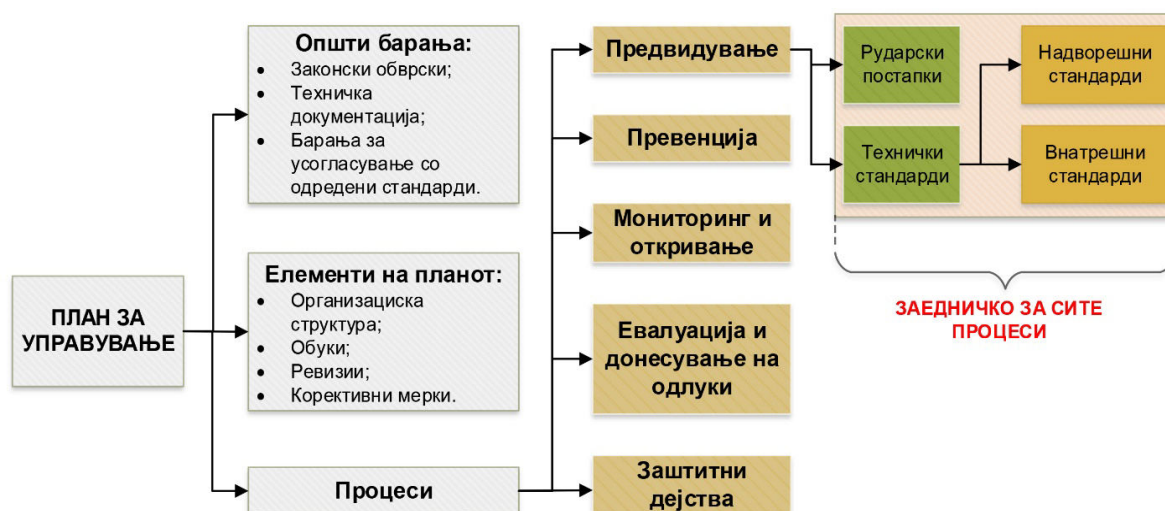 ПЛАН ЗА
УПРАВУВАЊЕ
Општи барања:
• Законски обврски;
• Техничка
документација;
• Барања за
усогласување со
одредени стандарди.
Елементи на планот:
• Организациска
структура;
• Обуки;
• Ревизии;
• Корективни мерки.
Процеси
Предвидување
Превенција
Мониторинг и
откривање
Евалуација и
донесување на
одлуки
Заштитни
дејства
Рударски
постапки
Технички
стандарди
Надворешни
стандарди
Внатрешни
стандарди
ЗАЕДНИЧКО ЗА СИТЕ
ПРОЦЕСИ